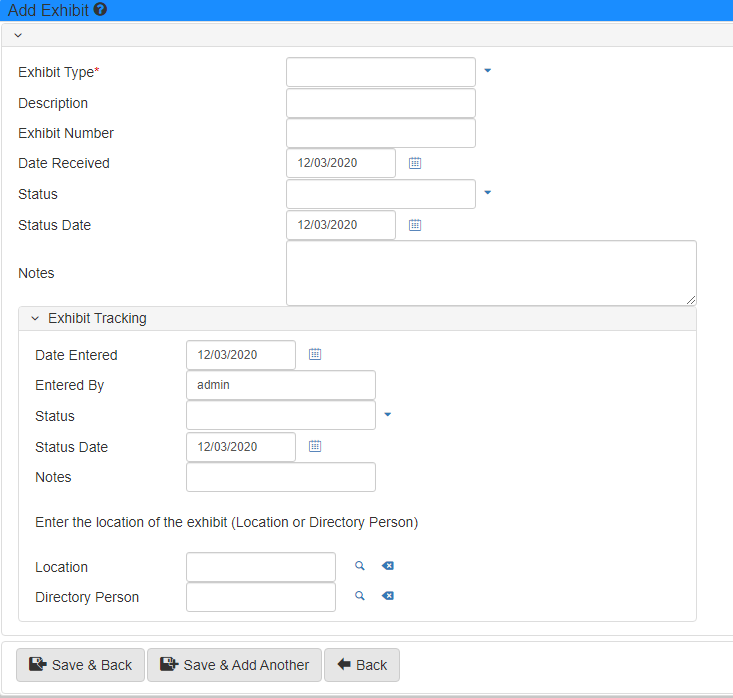 Add Exhibit
Exhibit Type*
Description
Exhibit Number
Date Received 12/03/2020
Status
Status Date 12/03/2020
Notes
Exhibit Tracking
Date Entered 12/03/2020
Entered By admin
Status
Status Date 12/03/2020
Notes
Enter the location of the exhibit (Location or Directory Person)
Location
Directory Person
Save & Back Save & Add Another Back